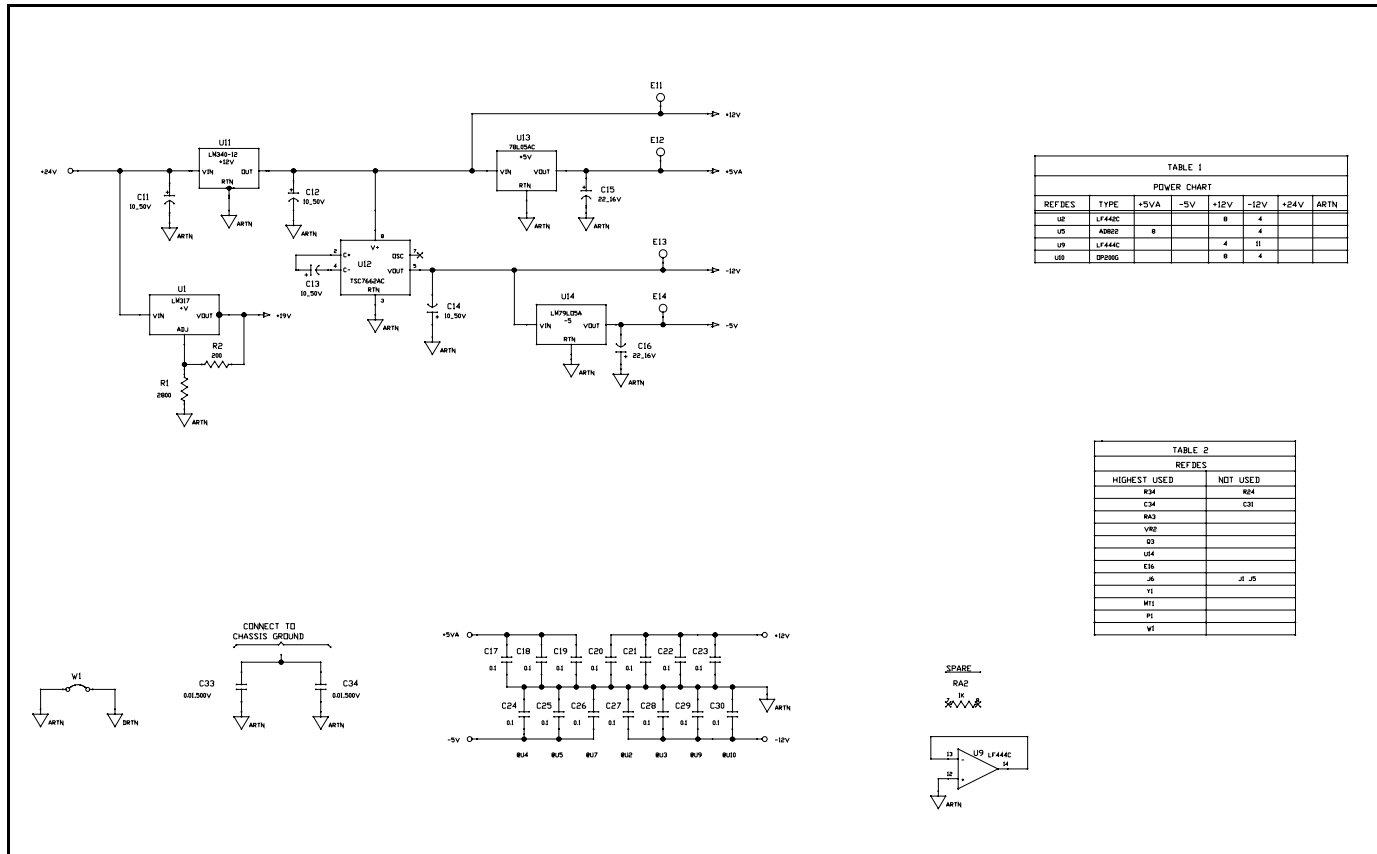 E11
+12V
U11
LM340-12
+12V
VIN
OUT
RTN
U13
78L05AC
+5V
VIN
VOUT
RTN
E12
+24V
+5VA
C11
10_50V
C12
10_50V
C15
22_16V
ARTN
ARTN
ARTN
ARTN
ARTN
8
V+
2
C+
OSC
7
U12
4
C-
VOUT
5
TSC7662AC
RTN
3
C13
10_50V
E13
-12V
C14
10_50V
ARTN
ARTN
U14
LM79L05A
-5
VIN
VOUT
RTN
E14
-5V
C16
22_16V
ARTN
ARTN
U1
LM317
+V
VIN
VOUT
ADJ
+19V
R2
200
R1
2800
ARTN
TABLE 1
POWER CHART
REFDES TYPE +5VA -5V +12V -12V +24V ARTN
U2 LF442C 8 4
U5 AD822 8 4
U9 LF444C 4 11
U10 OP200G 8 4
TABLE 2
REFDES
HIGHEST USED NOT USED
R34 R24
C34 C31
RA3
VR2
Q3
U14
E16
J6 J1 J5
Y1
MT1
P1
W1
CONNECT TO
CHASSIS GROUND
W1
ARTN
DRTN
C33
0.01,500V
C34
0.01,500V
ARTN
ARTN
+5VA
+12V
C17 C18 C19 C20 C21 C22 C23
0.1 0.1 0.1 0.1 0.1 0.1 0.1
ARTN
C24 C25 C26 C27 C28 C29 C30
0.1 0.1 0.1 0.1 0.1 0.1 0.1
-5V
-12V
@U4 @U5 @U7 @U2 @U3 @U9 @U10
SPARE
RA2
1K
7 8
13
U9 LF444C
14
12
ARTN